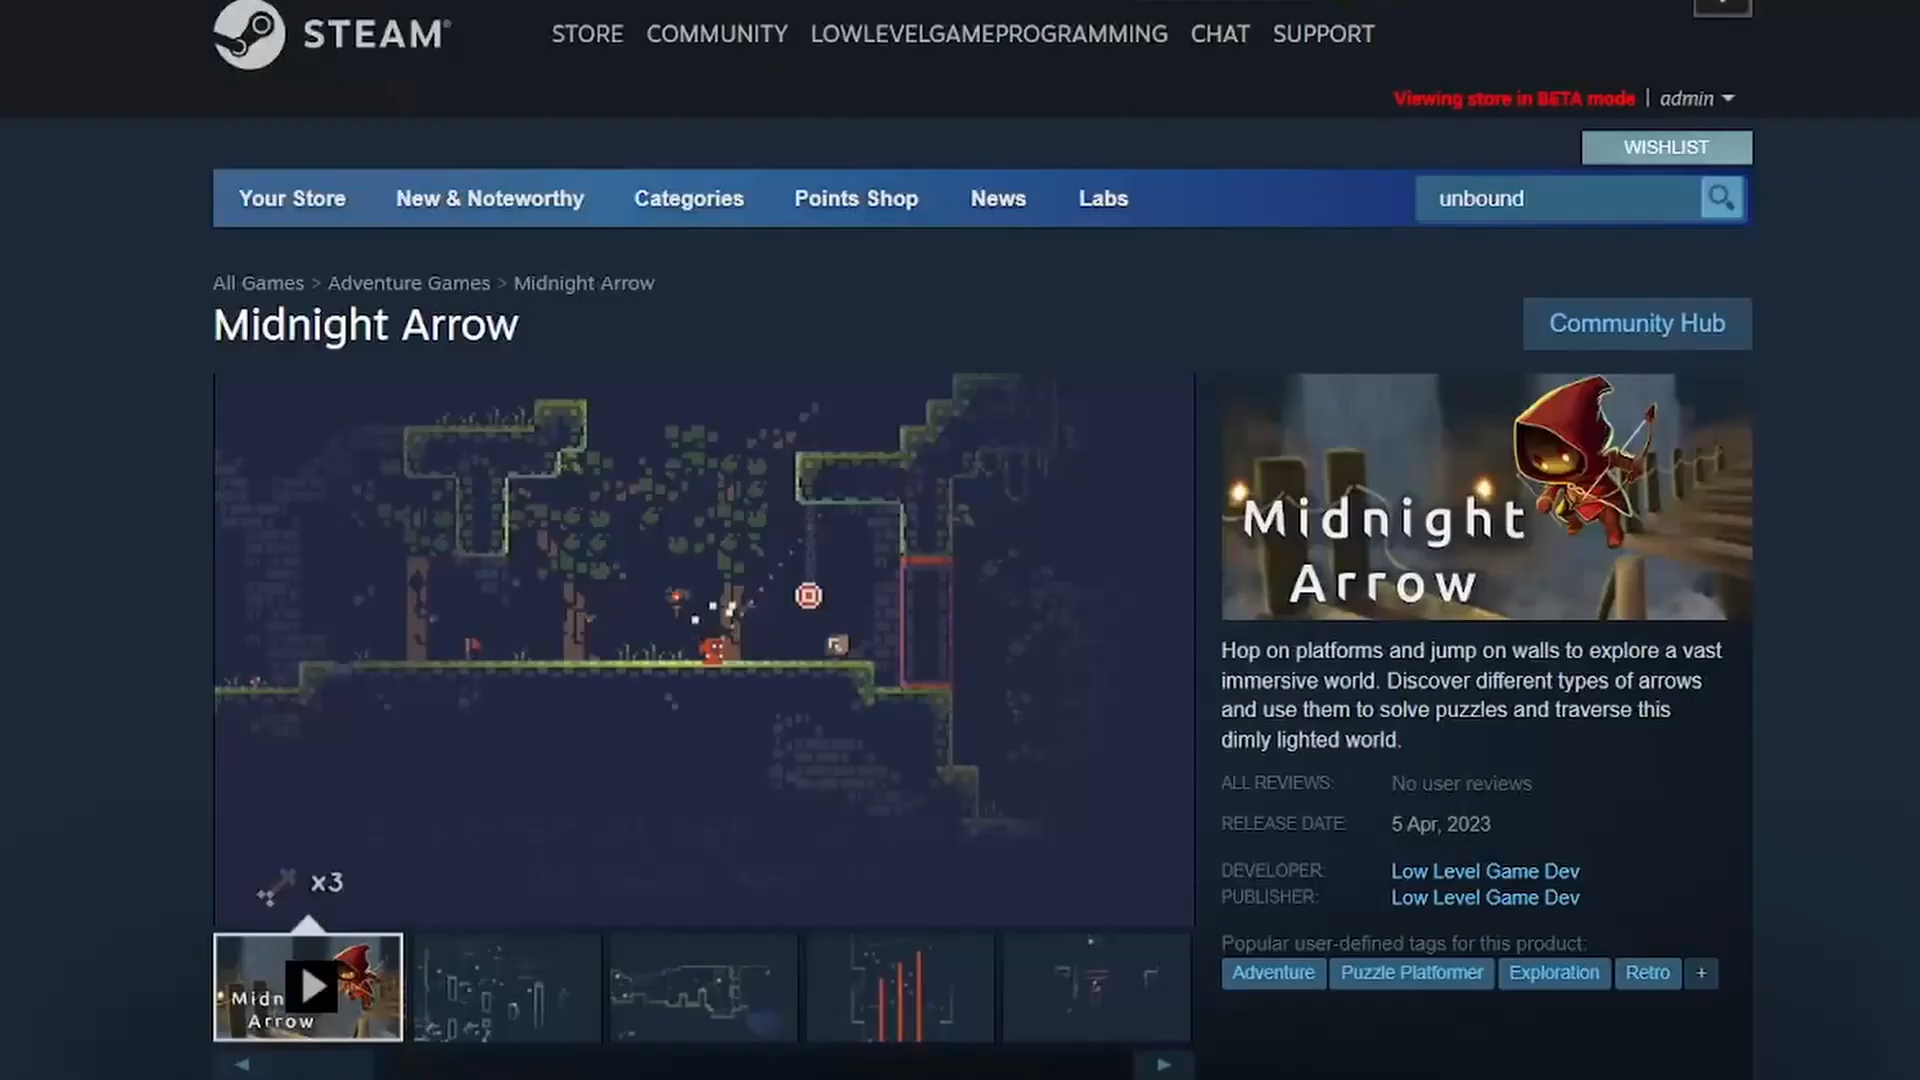 STEAM®
STORE COMMUNITY LOWLEVELGAMEPROGRAMMING CHAT SUPPORT
Viewing store in BETA mode | admin
WISHLIST
Your Store New & Noteworthy Categories Points Shop News Labs unbound
All Games > Adventure Games > Midnight Arrow
Midnight Arrow
Community Hub
Midnight
Arrow
Hop on platforms and jump on walls to explore a vast
immersive world. Discover different types of arrows
and use them to solve puzzles and traverse this
dimly lighted world.
ALL REVIEWS: No user reviews
RELEASE DATE: 5 Apr, 2023
DEVELOPER: Low Level Game Dev
PUBLISHER: Low Level Game Dev
Popular user-defined tags for this product:
Adventure Puzzle Platformer Exploration Retro +
x3
Midn
Arrow